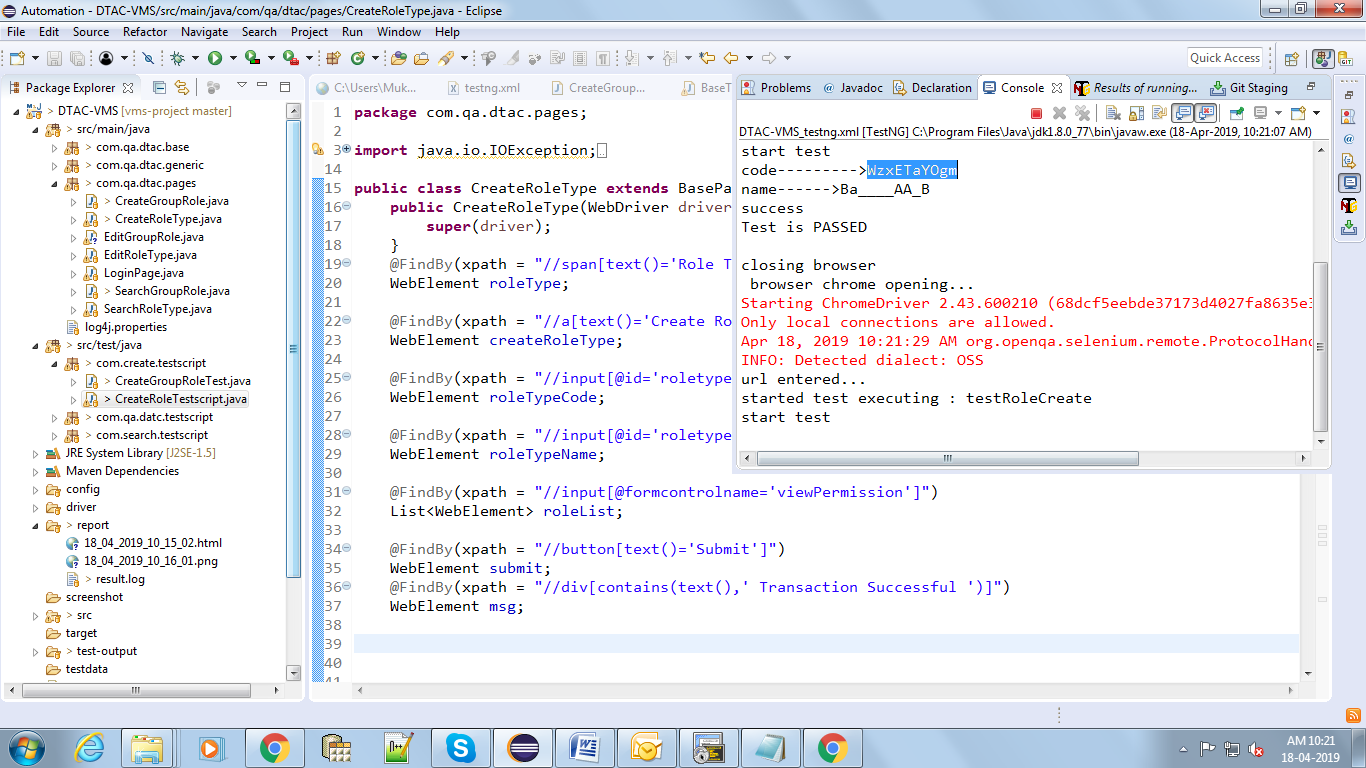 Automation - DTAC-VMS/src/main/java/com/qa/dtac/pages/CreateRoleType.java - Eclipse
File Edit Source Refactor Navigate Search Project Run Window Help
Quick Access
Package Explorer
DTAC-VMS [vms-project master]
> src/main/java
> com.qa.dtac.base
> com.qa.dtac.generic
> com.qa.dtac.pages
> CreateGroupRole.java
> CreateRoleType.java
EditGroupRole.java
EditRoleType.java
LoginPage.java
> SearchGroupRole.java
SearchRoleType.java
log4j.properties
> src/test/java
> com.create.testscript
> CreateGroupRoleTest.java
> CreateRoleTestscript.java
> com.qa.datc.testscript
> com.search.testscript
JRE System Library [J2SE-1.5]
Maven Dependencies
config
driver
> report
18_04_2019_10_15_02.html
18_04_2019_10_16_01.png
> result.log
screenshot
> src
target
> test-output
testdata
C:\Users\Muk... testng.xml CreateGroup... BaseT
1 package com.qa.dtac.pages;
2
3 import java.io.IOException;
14
15 public class CreateRoleType extends BasePa
16 public CreateRoleType(WebDriver driver
17 super(driver);
18 }
19 @FindBy(xpath = "//span[text()='Role T
20 WebElement roleType;
21
22 @FindBy(xpath = "//a[text()='Create Ro
23 WebElement createRoleType;
24
25 @FindBy(xpath = "//input[@id='roletype
26 WebElement roleTypeCode;
27
28 @FindBy(xpath = "//input[@id='roletype
29 WebElement roleTypeName;
30
31 @FindBy(xpath = "//input[@formcontrolname='viewPermission']")
32 List<WebElement> roleList;
33
34 @FindBy(xpath = "//button[text()='Submit']")
35 WebElement submit;
36 @FindBy(xpath = "//div[contains(text(),' Transaction Successful ')]")
37 WebElement msg;
38
39
40
41
Problems Javadoc Declaration Console Results of running... Git Staging
DTAC-VMS_testng.xml [TestNG] C:\Program Files\Java\jdk1.8.0_77\bin\javaw.exe (18-Apr-2019, 10:21:07 AM)
start test
code--------->WzxETaYOgm
name------>Ba____AA_B
success
Test is PASSED
closing browser
browser chrome opening...
Starting ChromeDriver 2.43.600210 (68dcf5eebde37173d4027fa8635e3
Only local connections are allowed.
Apr 18, 2019 10:21:29 AM org.openqa.selenium.remote.ProtocolHand
INFO: Detected dialect: OSS
url entered...
started test executing : testRoleCreate
start test
AM 10:21
18-04-2019